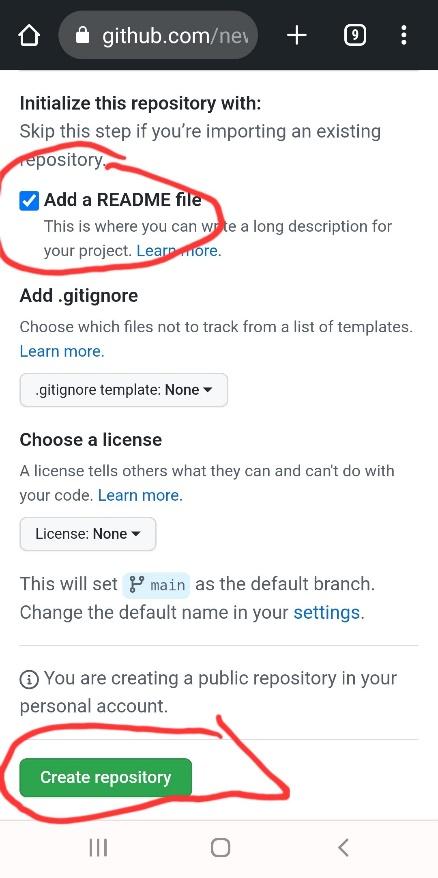 github.com/new
9
Initialize this repository with:
Skip this step if you're importing an existing
repository.
Add a README file
This is where you can write a long description for
your project. Learn more.
Add .gitignore
Choose which files not to track from a list of templates.
Learn more.
.gitignore template: None
Choose a license
A license tells others what they can and can't do with
your code. Learn more.
License: None
This will set main as the default branch.
Change the default name in your settings.
You are creating a public repository in your
personal account.
Create repository